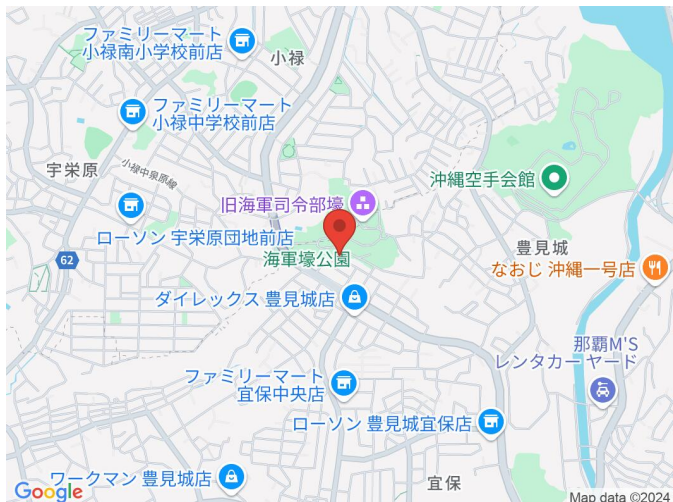 ファミリーマート
小禄南小学校前店
小禄
ファミリーマート
小禄中学校前店
小禄中泉原線
宇栄原
沖縄空手会館
旧海軍司令部壕
ローソン 宇栄原団地前店
海軍壕公園
豊見城
62
なおじ 沖縄一号店
ダイレックス 豊見城店
那覇M'S
レンタカー ヤード
ファミリーマート
宜保中央店
ローソン 豊見城宜保店
ワークマン 豊見城店
宜保
Google
Map data ©2024